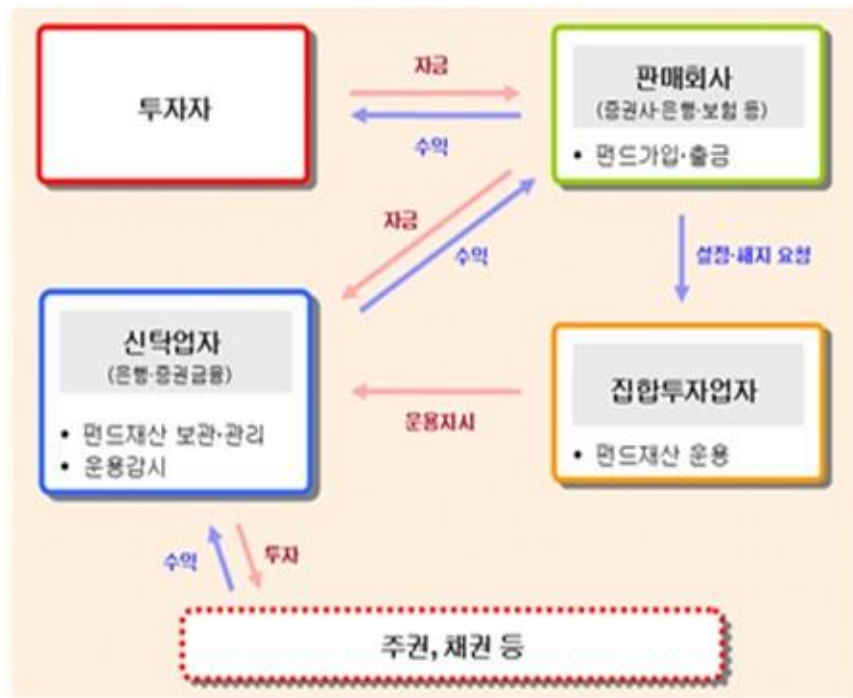 투자자
자금
수익
판매회사
(증권사·은행·보험 등)
• 펀드가입·출금
자금
수익
설정·해지 요청
신탁업자
(은행·증권금융)
• 펀드재산 보관·관리
• 운용감시
운용지시
집합투자업자
• 펀드재산 운용
수익
투자
주권, 채권 등